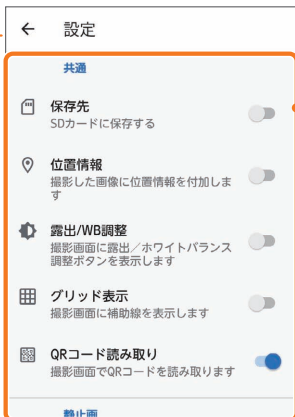 設定
共通
保存先
SDカードに保存する
位置情報
撮影した画像に位置情報を付加しま
す
露出/WB調整
撮影画面に露出／ホワイトバランス
調整ボタンを表示します
グリッド表示
撮影画面に補助線を表示します
QRコード読み取り
撮影画面でQRコードを読み取ります
静止画